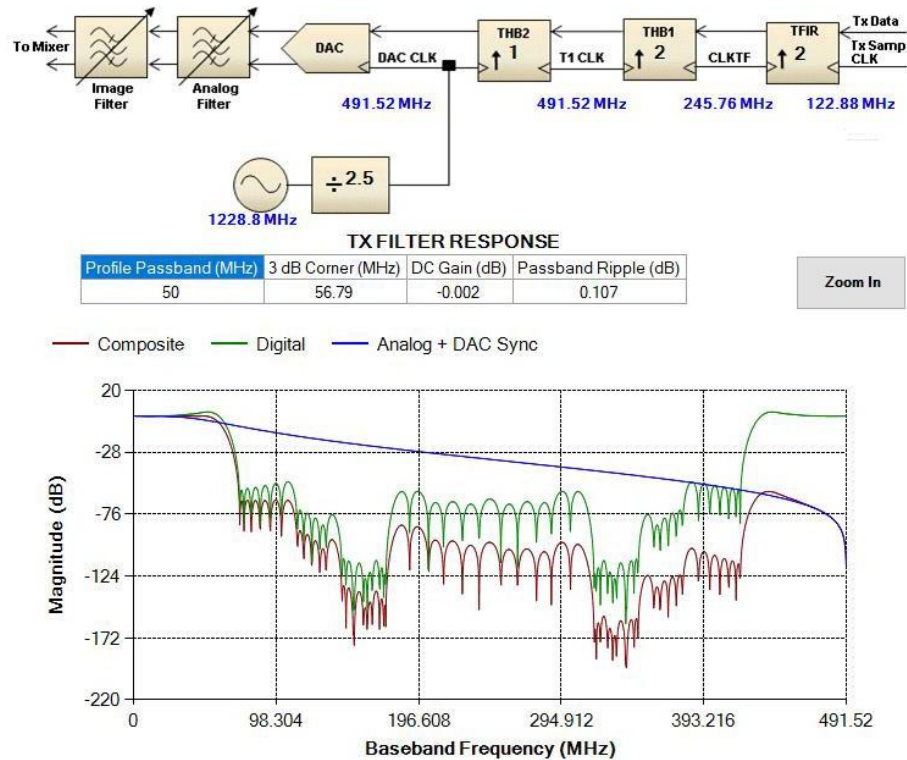 Tx Data
Tx Samp
CLK
TFIR
2
CLKTF
THB1
2
T1 CLK
THB2
1
DAC CLK
DAC
To Mixer
Image
Filter
Analog
Filter
491.52 MHz
491.52 MHz
245.76 MHz
122.88 MHz
÷ 2.5
1228.8 MHz
TX FILTER RESPONSE
Profile Passband (MHz) 3 dB Corner (MHz) DC Gain (dB) Passband Ripple (dB)
50 56.79 -0.002 0.107
Zoom In
Composite Digital Analog + DAC Sync
Magnitude (dB)
20
-28
-76
-124
-172
-220
0 98.304 196.608 294.912 393.216 491.52
Baseband Frequency (MHz)